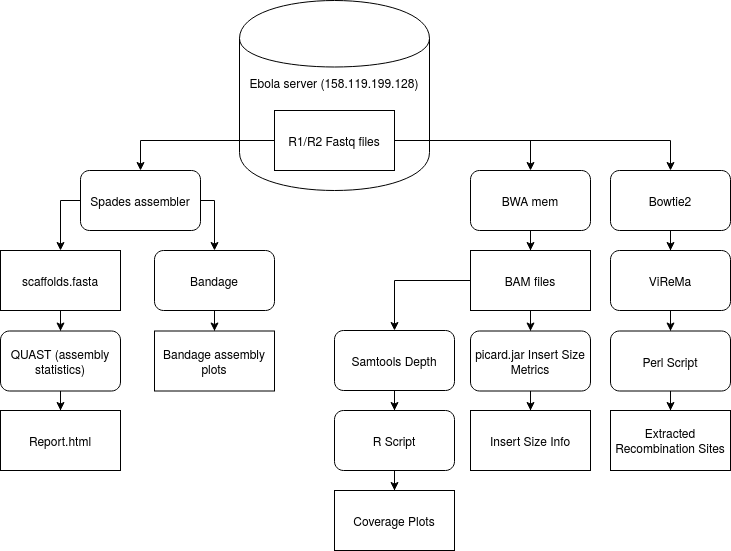 Ebola server (158.119.199.128)
R1/R2 Fastq files
Spades assembler
BWA mem
Bowtie2
scaffolds.fasta
Bandage
BAM files
ViReMa
QUAST (assembly
statistics)
Bandage assembly
plots
Samtools Depth
picard.jar Insert Size
Metrics
Perl Script
Report.html
R Script
Insert Size Info
Extracted
Recombination Sites
Coverage Plots